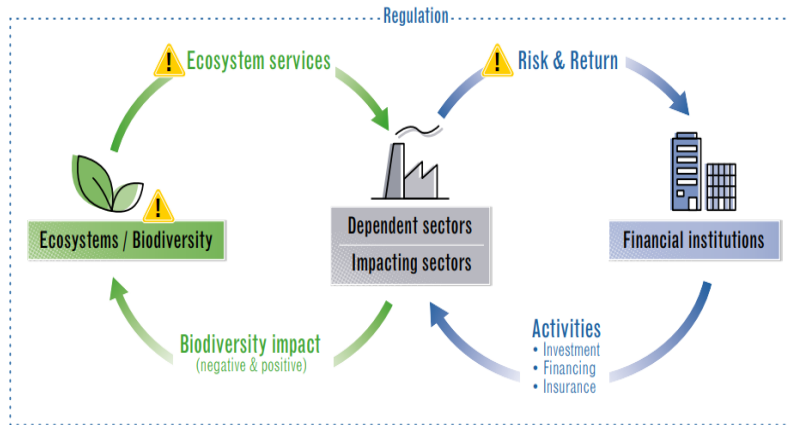 Regulation
! Ecosystem services
! Risk & Return
!
Ecosystems / Biodiversity
Dependent sectors
Impacting sectors
Financial institutions
Biodiversity impact
(negative & positive)
Activities
• Investment
• Financing
• Insurance